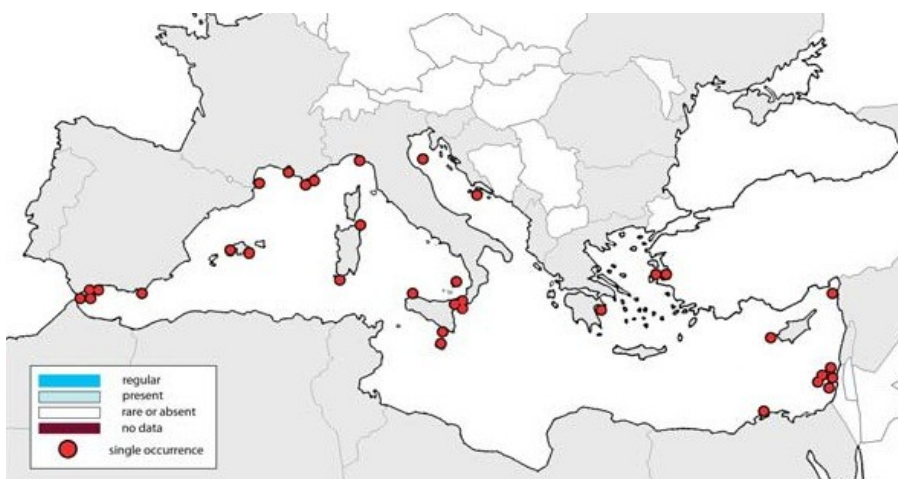 regular
present
rare or absent
no data
single occurrence